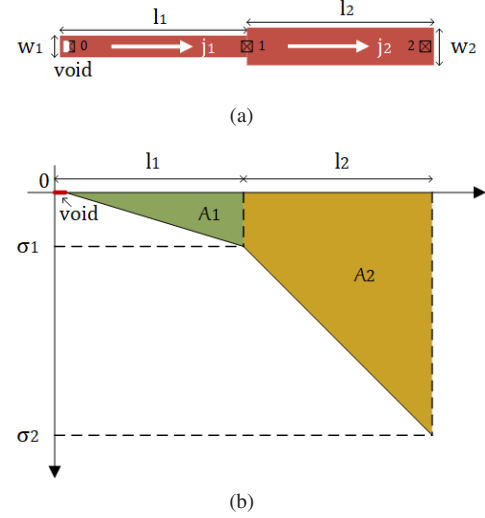 l1 l2
w1 0 j1 1 j2 2 w2
void
(a)
l1 l2
0
void A1
σ1
A2
σ2
(b)